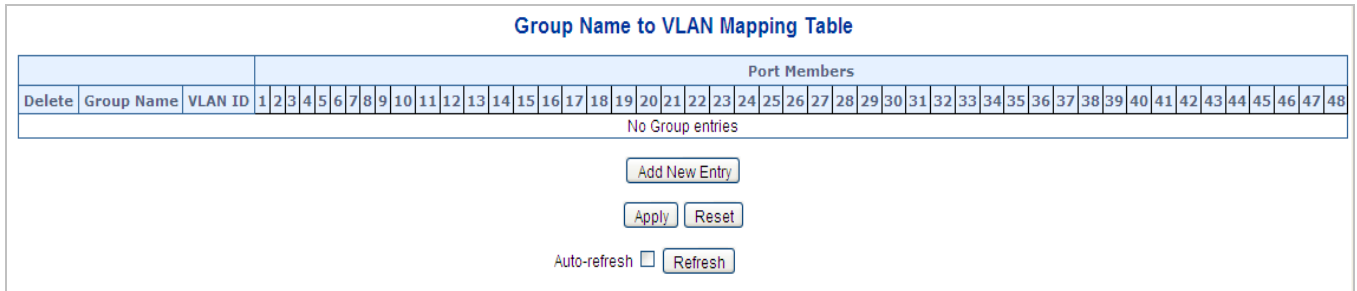 Group Name to VLAN Mapping Table
Port Members
Delete Group Name VLAN ID 1 2 3 4 5 6 7 8 9 10 11 12 13 14 15 16 17 18 19 20 21 22 23 24 25 26 27 28 29 30 31 32 33 34 35 36 37 38 39 40 41 42 43 44 45 46 47 48
No Group entries
Add New Entry
Apply Reset
Auto-refresh Refresh